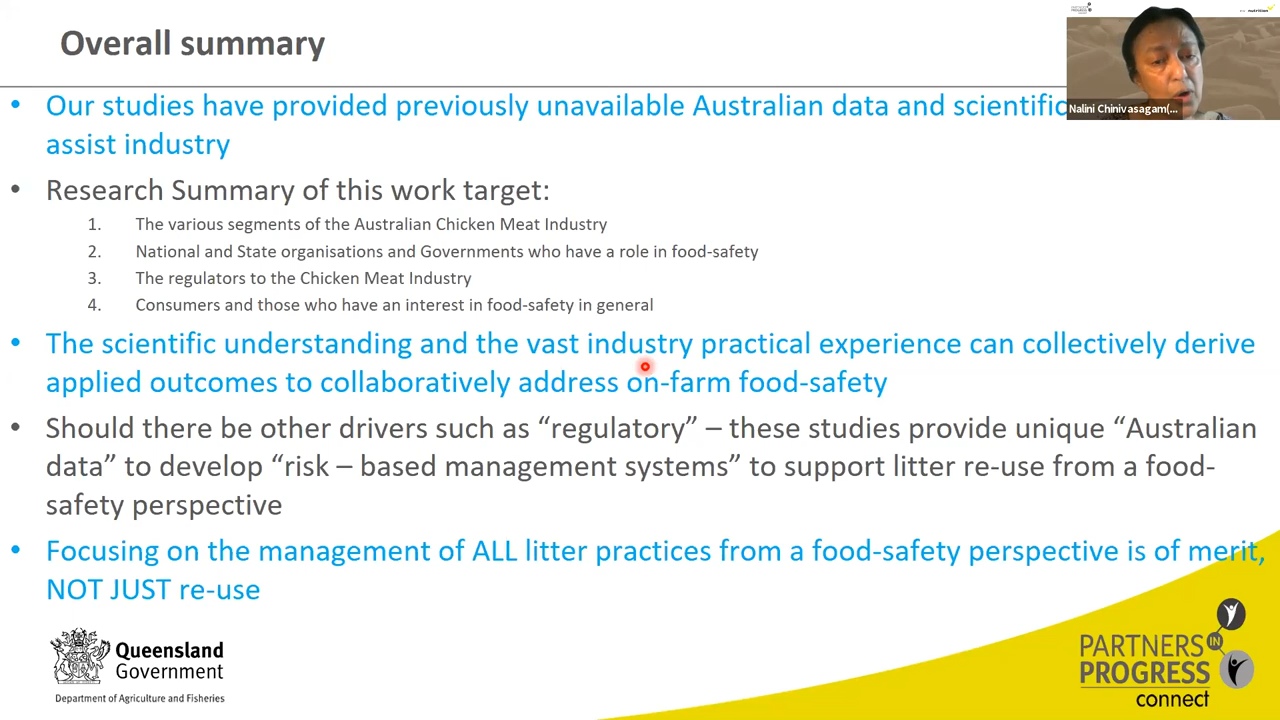 Overall summary
nutrition
Nalini Chinivasagam(...
• Our studies have provided previously unavailable Australian data and scientific
assist industry
• Research Summary of this work target:
1. The various segments of the Australian Chicken Meat Industry
2. National and State organisations and Governments who have a role in food-safety
3. The regulators to the Chicken Meat Industry
4. Consumers and those who have an interest in food-safety in general
• The scientific understanding and the vast industry practical experience can collectively derive
applied outcomes to collaboratively address on-farm food-safety
• Should there be other drivers such as “regulatory” – these studies provide unique “Australian
data” to develop “risk – based management systems” to support litter re-use from a food-
safety perspective
• Focusing on the management of ALL litter practices from a food-safety perspective is of merit,
NOT JUST re-use
Queensland
Government
Department of Agriculture and Fisheries
PARTNERS IN
PROGRESS
connect